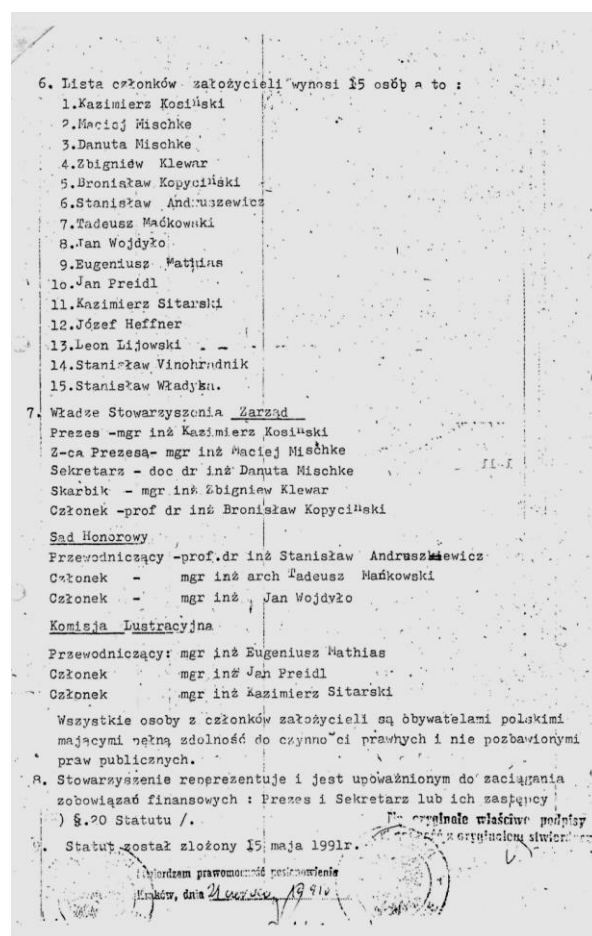 6. Lista członków założycieli wynosi 15 osób a to :
1.Kazimierz Kosiński
2.Maciej Mischke
3.Danuta Mischke
4.Zbigniéw Klewar
5.Bronisław Kopyciński
6.Stanisław Andruszewicz
7.Tadeusz Maćkowski
8.Jan Wojdyło
9.Eugeniusz Mathias
1o.Jan Preidl
11.Kazimierz Sitarski
12.Józef Heffner
13.Leon Lijowski
14.Stanisław Vinohradnik
15.Stanisław Władyka.
7. Władze Stowarzyszenia Zarząd
Prezes -mgr inż Kazimierz Kosiński
Z-ca Prezesa- mgr inż Maciej Mischke
Sekretarz - doc dr inż Danuta Mischke
Skarbik - mgr inż Zbigniew Klewar
Członek -prof dr inż Bronisław Kopyciński
Sąd Honorowy
Przewodniczący -prof.dr inż Stanisław Andruszkiewicz
Członek - mgr inż arch Tadeusz Mańkowski
Członek - mgr inż , Jan Wojdyło
Komisja Lustracyjna
Przewodniczący: mgr inż Eugeniusz Mathias
Członek mgr inż Jan Preidl
Członek mgr inż Kazimierz Sitarski
Wszystkie osoby z członków założycieli są obywatelami polskimi
mającymi pełną zdolność do czynności prawnych i nie pozbawionymi
praw publicznych.
8. Stowarzyszenie reprezentuje i jest upoważnionym do zaciągania
zobowiązań finansowych : Prezes i Sekretarz lub ich zastępcy
) §.20 Statutu /.
Na oryginale właściwe podpisy
z oryginałem
9. Statut został złożony 15 maja 1991r.
prawomocność postanowienia
Kraków, dnia